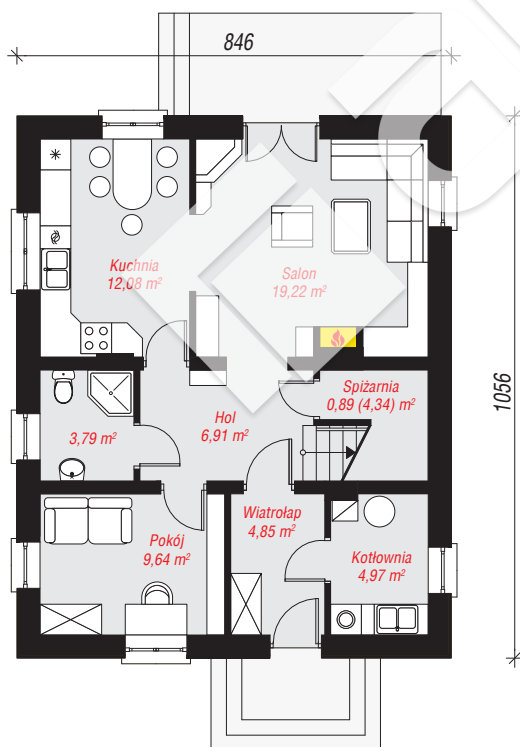 846
Kuchnia
12,08 m²
Salon
19,22 m²
1056
Spiżarnia
0,89 (4,34) m²
Hol
6,91 m²
3,79 m²
Wiatrołap
4,85 m²
Pokój
9,64 m²
Kotłownia
4,97 m²